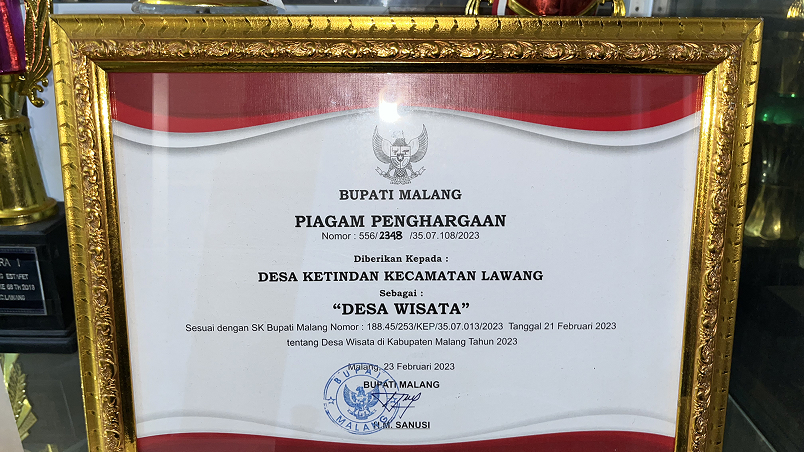 BUPATI MALANG
PIAGAM PENGHARGAAN
Nomor : 556/2348 /35.07.108/2023
Diberikan Kepada :
DESA KETINDAN KECAMATAN LAWANG
Sebagai :
“DESA WISATA”
Sesuai dengan SK Bupati Malang Nomor : 188.45/253/KEP/35.07.013/2023 Tanggal 21 Februari 2023
tentang Desa Wisata di Kabupaten Malang Tahun 2023
Malang, 23 Februari 2023
BUPATI MALANG
BUPATI
MALANG
H.M. SANUSI
RA I
ESTAFET